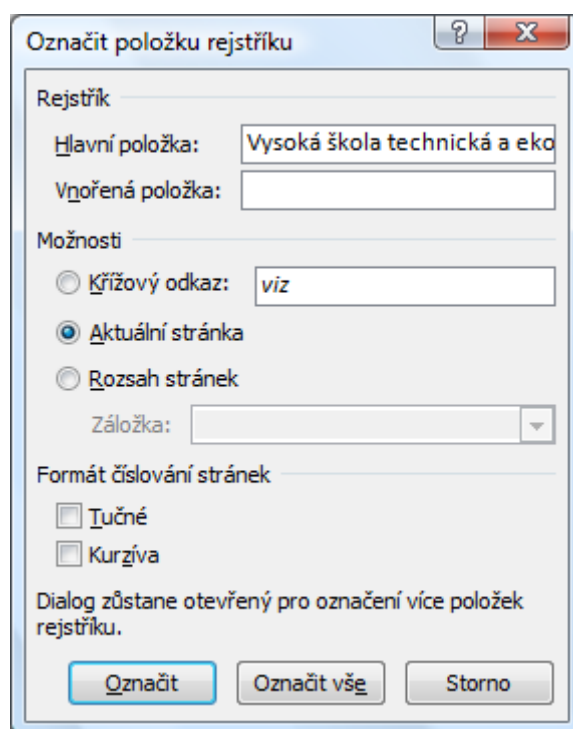 Označit položku rejstříku
?
X
Rejstřík
Hlavní položka: Vysoká škola technická a eko
Vnořená položka:
Možnosti
Křížový odkaz: viz
Aktuální stránka
Rozsah stránek
Záložka:
Formát číslování stránek
Tučné
Kurzíva
Dialog zůstane otevřený pro označení více položek
rejstříku.
Označit Označit vše Storno